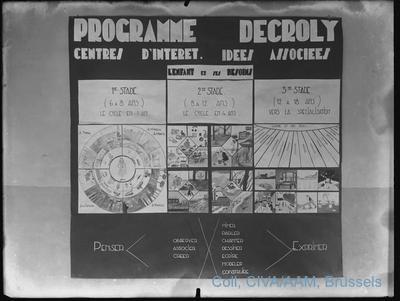 PROGRAMME DECROLY
CENTRES D'INTERET. IDEES ASSOCIEES
L'ENFANT ET SES BESOINS
1er STADE
(6 à 8 ANS)
LE CYCLE EN 1 AN
2me STADE
(8 à 12 ANS)
LE CYCLE EN 4 ANS
3me STADE
(12 à 18 ANS)
VERS LA SPECIALISATION
PENSER
OBSERVER
ASSOCIER
CREER
MIMER
PARLER
CHANTER
DESSINER
ECRIRE
MODELER
CONSTRUIRE
EXPRIMER
Coll. CIVA/AAM, Brussels